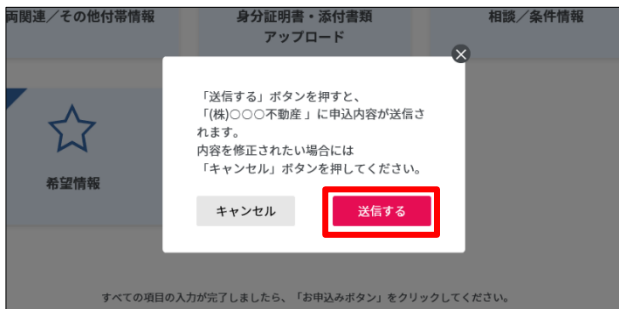 両関連／その他付帯情報
身分証明書・添付書類
アップロード
相談／条件情報
「送信する」ボタンを押すと、
「(株)○○○不動産 」に申込内容が送信さ
れます。
内容を修正されたい場合には
「キャンセル」ボタンを押してください。
キャンセル
送信する
希望情報
すべての項目の入力が完了しましたら、「お申込みボタン」をクリックしてください。